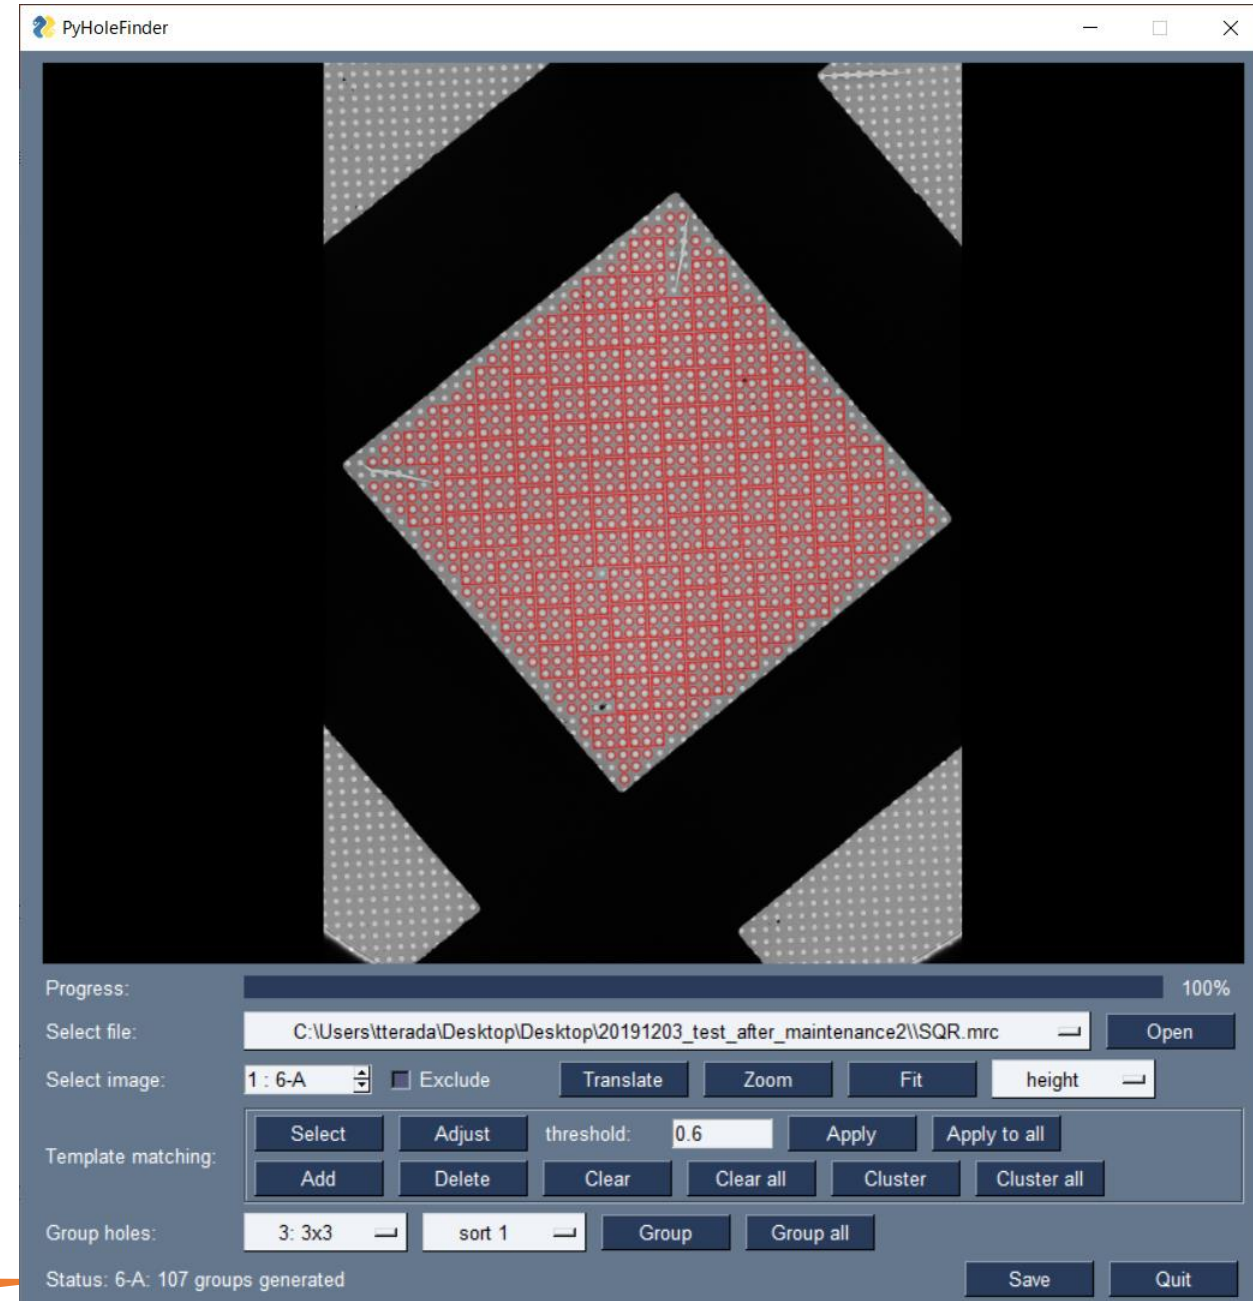 PyHoleFinder
Progress: 100%
Select file: C:\Users\tterada\Desktop\Desktop\20191203_test_after_maintenance2\\SQR.mrc Open
Select image: 1 : 6-A Exclude Translate Zoom Fit height
Select Adjust threshold: 0.6 Apply Apply to all
Template matching:
Add Delete Clear Clear all Cluster Cluster all
Group holes: 3: 3x3 sort 1 Group Group all
Status: 6-A: 107 groups generated Save Quit